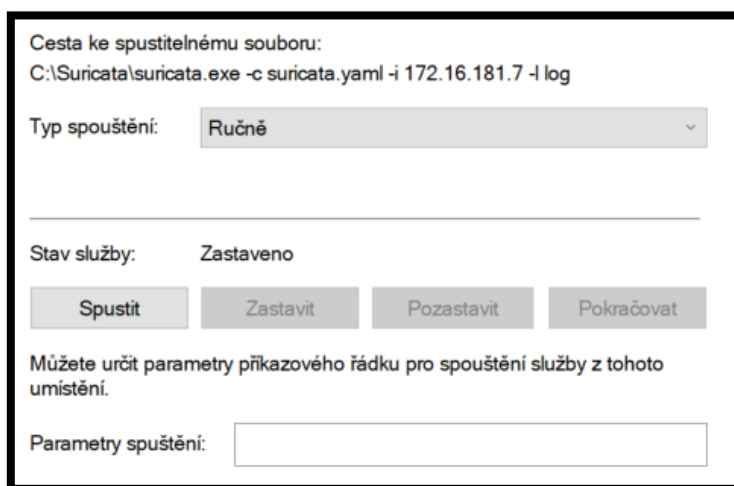 Cesta ke spustitelnému souboru:
C:\Suricata\suricata.exe -c suricata.yaml -i 172.16.181.7 -l log
Typ spouštění: Ručně
Stav služby: Zastaveno
Spustit Zastavit Pozastavit Pokračovat
Můžete určit parametry příkazového řádku pro spouštění služby z tohoto
umístění.
Parametry spuštění: